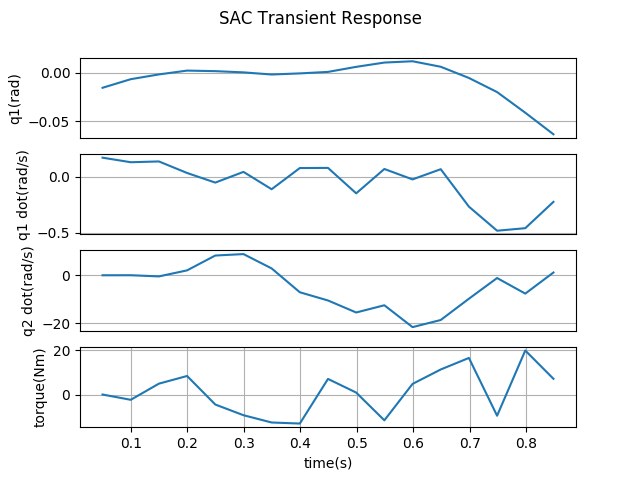 SAC Transient Response
q1(rad)
0.00
−0.05
q1 dot(rad/s)
0.0
−0.5
q2 dot(rad/s)
0
−20
torque(Nm)
20
0
0.1 0.2 0.3 0.4 0.5 0.6 0.7 0.8
time(s)